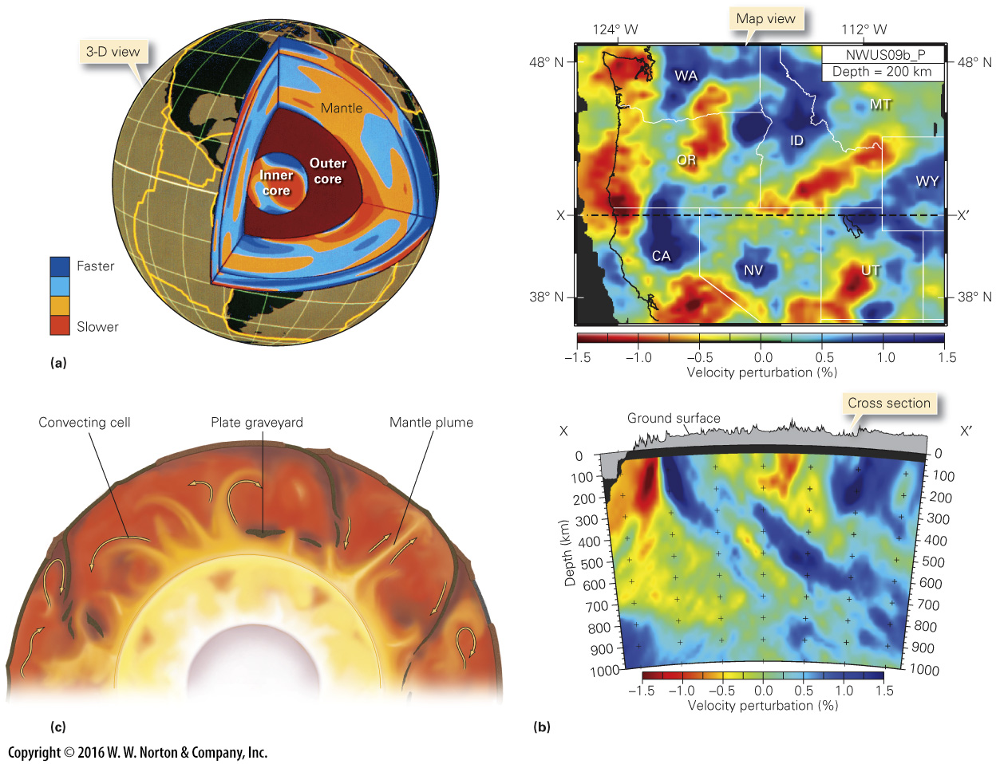 3-D view
Mantle
Outer
core
Inner
core
Faster
Slower
(a)
Map view
124° W
112° W
48° N
48° N
NWUS09b_P
Depth = 200 km
WA
MT
ID
OR
WY
X
X′
CA
NV
UT
38° N
38° N
−1.5
−1.0
−0.5
0.0
0.5
1.0
1.5
Velocity perturbation (%)
Convecting cell
Plate graveyard
Mantle plume
(c)
Cross section
Ground surface
X
X′
0
100
200
300
400
500
600
700
800
900
1000
Depth (km)
0
100
200
300
400
500
600
700
800
900
1000
−1.5
−1.0
−0.5
0.0
0.5
1.0
1.5
Velocity perturbation (%)
(b)
Copyright © 2016 W. W. Norton & Company, Inc.